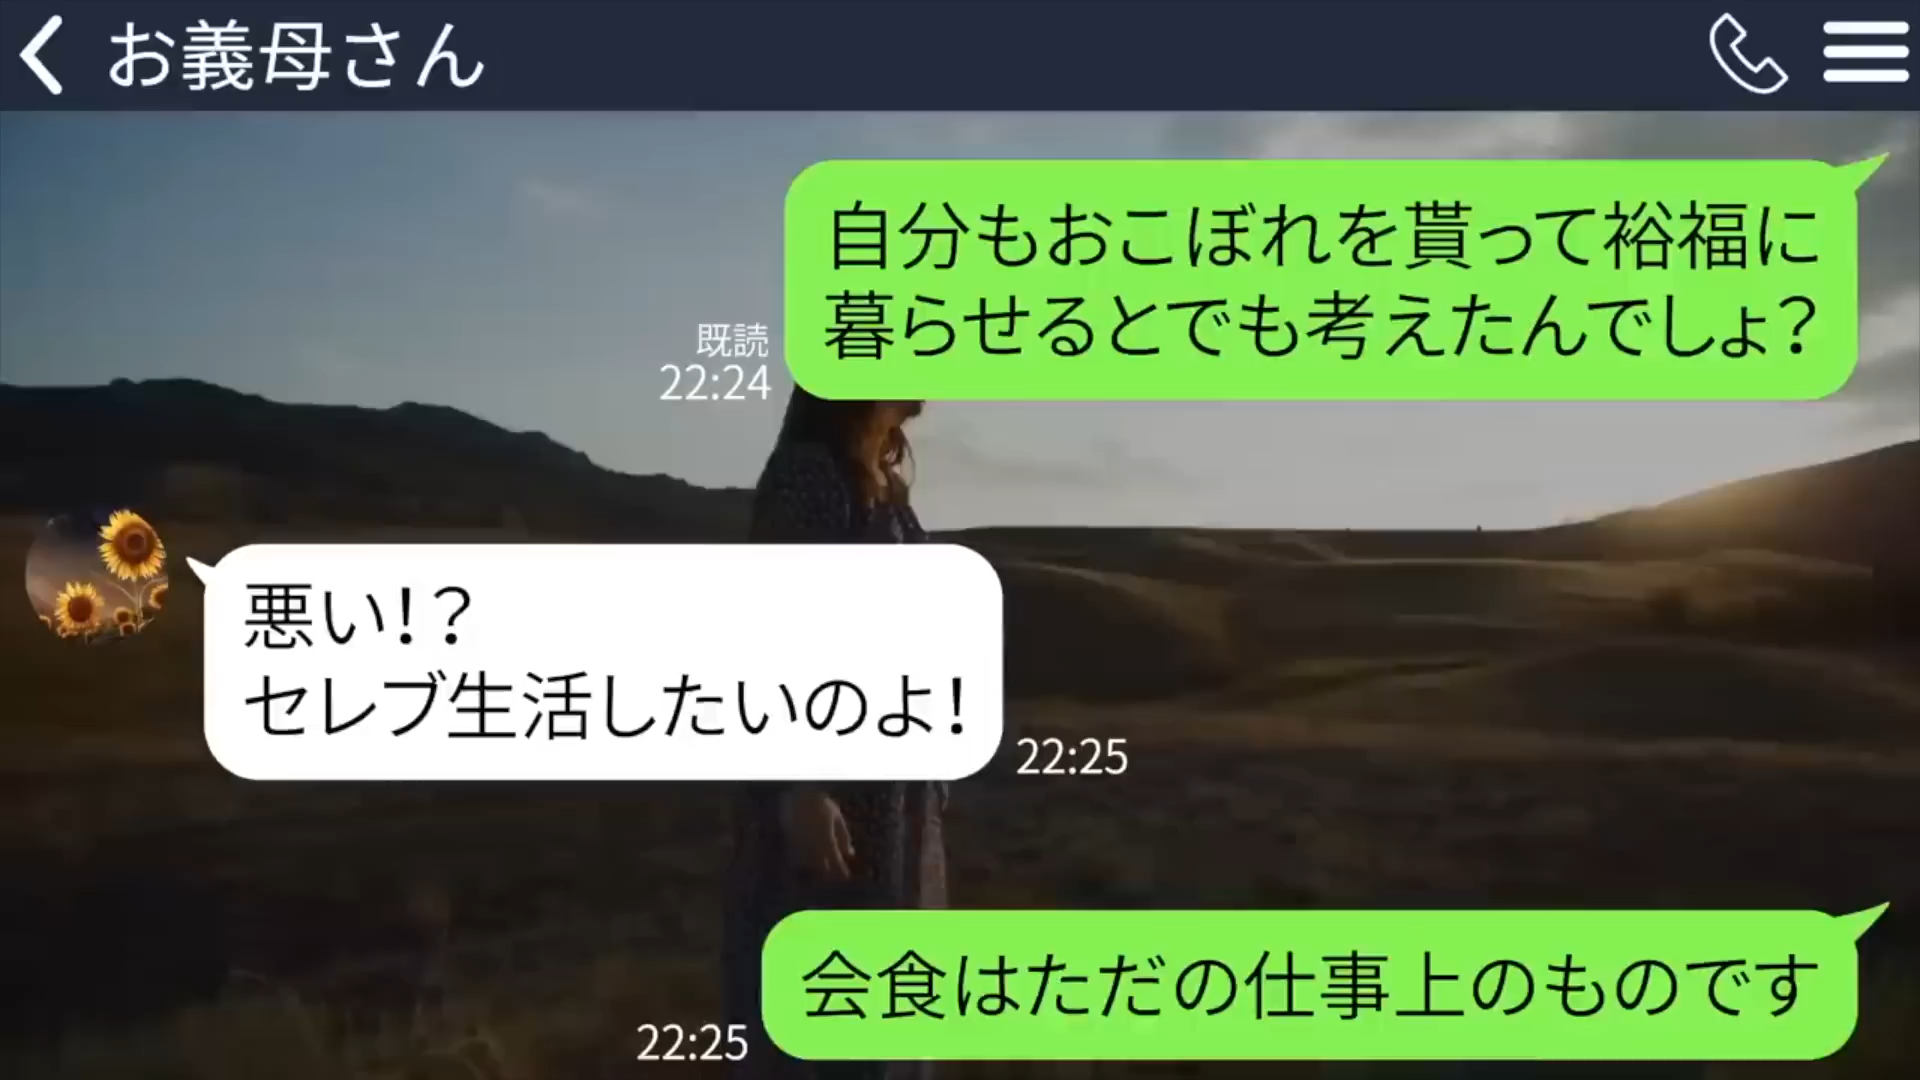 お義母さん
自分もおこぼれを貰って裕福に
暮らせるとでも考えたんでしょ？
既読
22:24
悪い！？
セレブ生活したいのよ！
22:25
会食はただの仕事上のものです
22:25